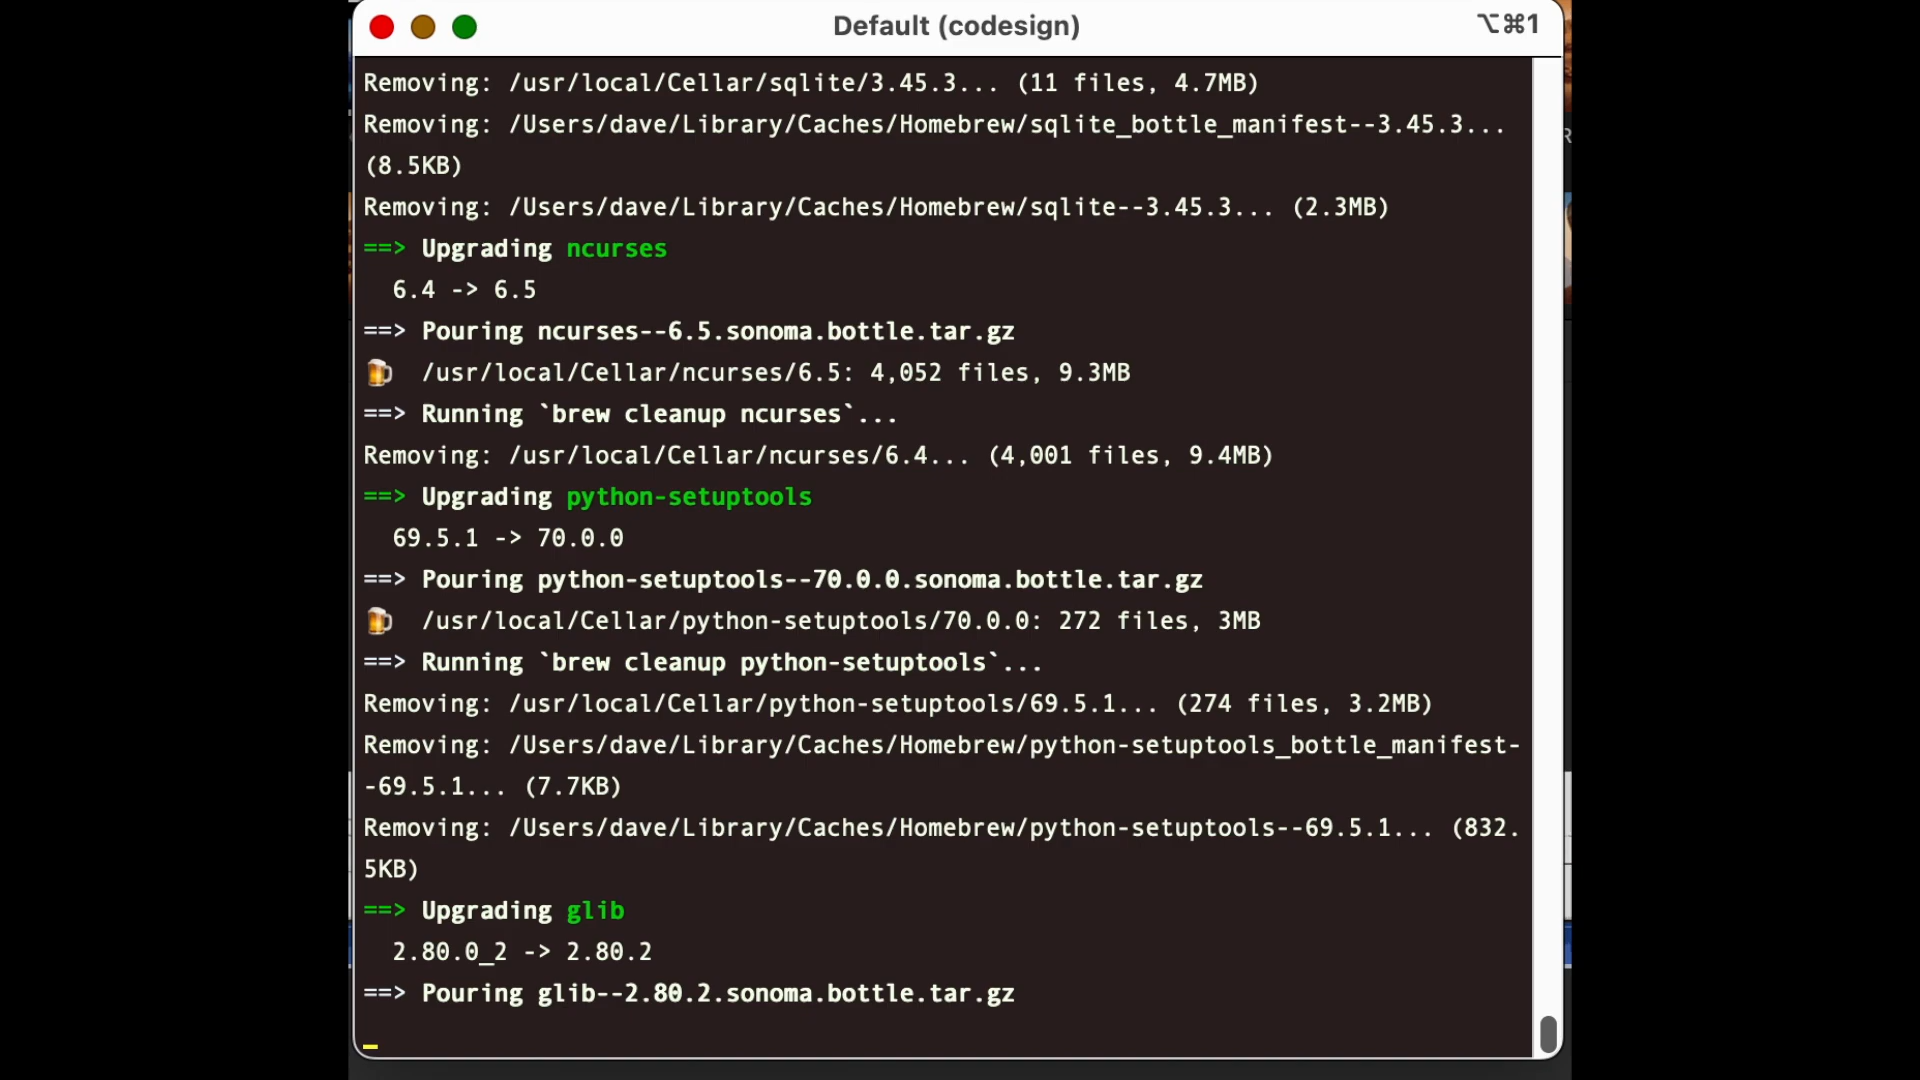 Default (codesign)
⌥⌘1
Removing: /usr/local/Cellar/sqlite/3.45.3... (11 files, 4.7MB)
Removing: /Users/dave/Library/Caches/Homebrew/sqlite_bottle_manifest--3.45.3...
(8.5KB)
Removing: /Users/dave/Library/Caches/Homebrew/sqlite--3.45.3... (2.3MB)
==> Upgrading ncurses
  6.4 -> 6.5
==> Pouring ncurses--6.5.sonoma.bottle.tar.gz
🍺  /usr/local/Cellar/ncurses/6.5: 4,052 files, 9.3MB
==> Running `brew cleanup ncurses`...
Removing: /usr/local/Cellar/ncurses/6.4... (4,001 files, 9.4MB)
==> Upgrading python-setuptools
  69.5.1 -> 70.0.0
==> Pouring python-setuptools--70.0.0.sonoma.bottle.tar.gz
🍺  /usr/local/Cellar/python-setuptools/70.0.0: 272 files, 3MB
==> Running `brew cleanup python-setuptools`...
Removing: /usr/local/Cellar/python-setuptools/69.5.1... (274 files, 3.2MB)
Removing: /Users/dave/Library/Caches/Homebrew/python-setuptools_bottle_manifest-
-69.5.1... (7.7KB)
Removing: /Users/dave/Library/Caches/Homebrew/python-setuptools--69.5.1... (832.
5KB)
==> Upgrading glib
  2.80.0_2 -> 2.80.2
==> Pouring glib--2.80.2.sonoma.bottle.tar.gz